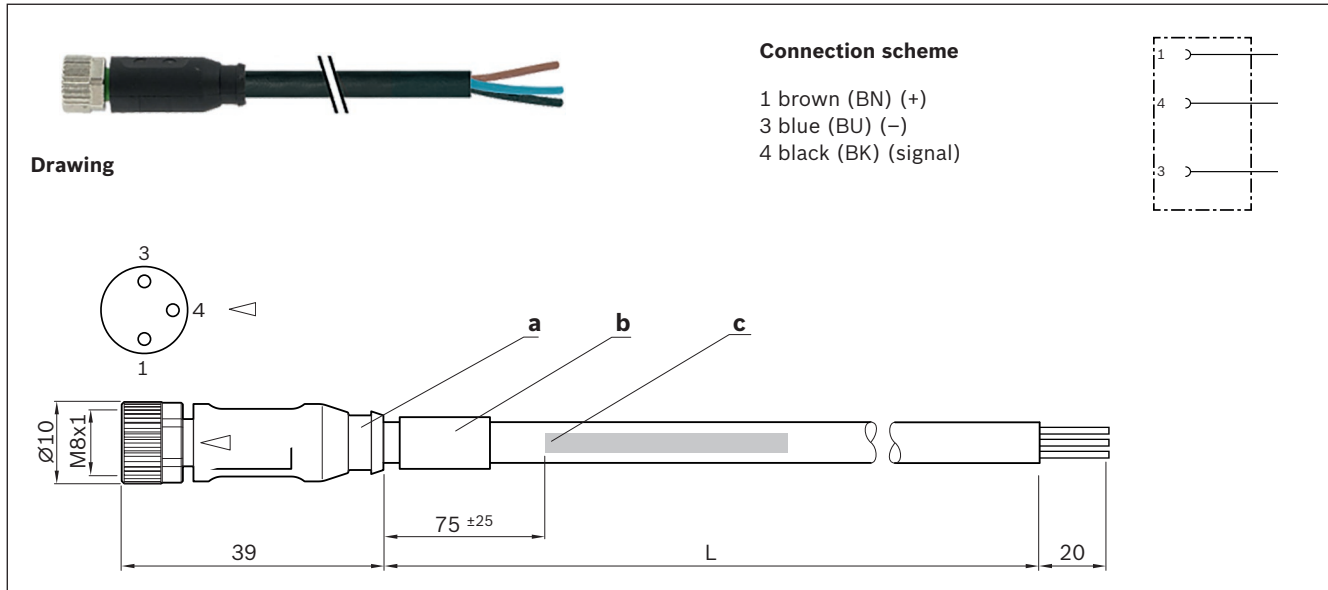 Connection scheme
1 brown (BN) (+)
3 blue (BU) (−)
4 black (BK) (signal)
1
4
3
Drawing
3
4
1
a
b
c
Ø10
M8x1
75 ±25
39
L
20